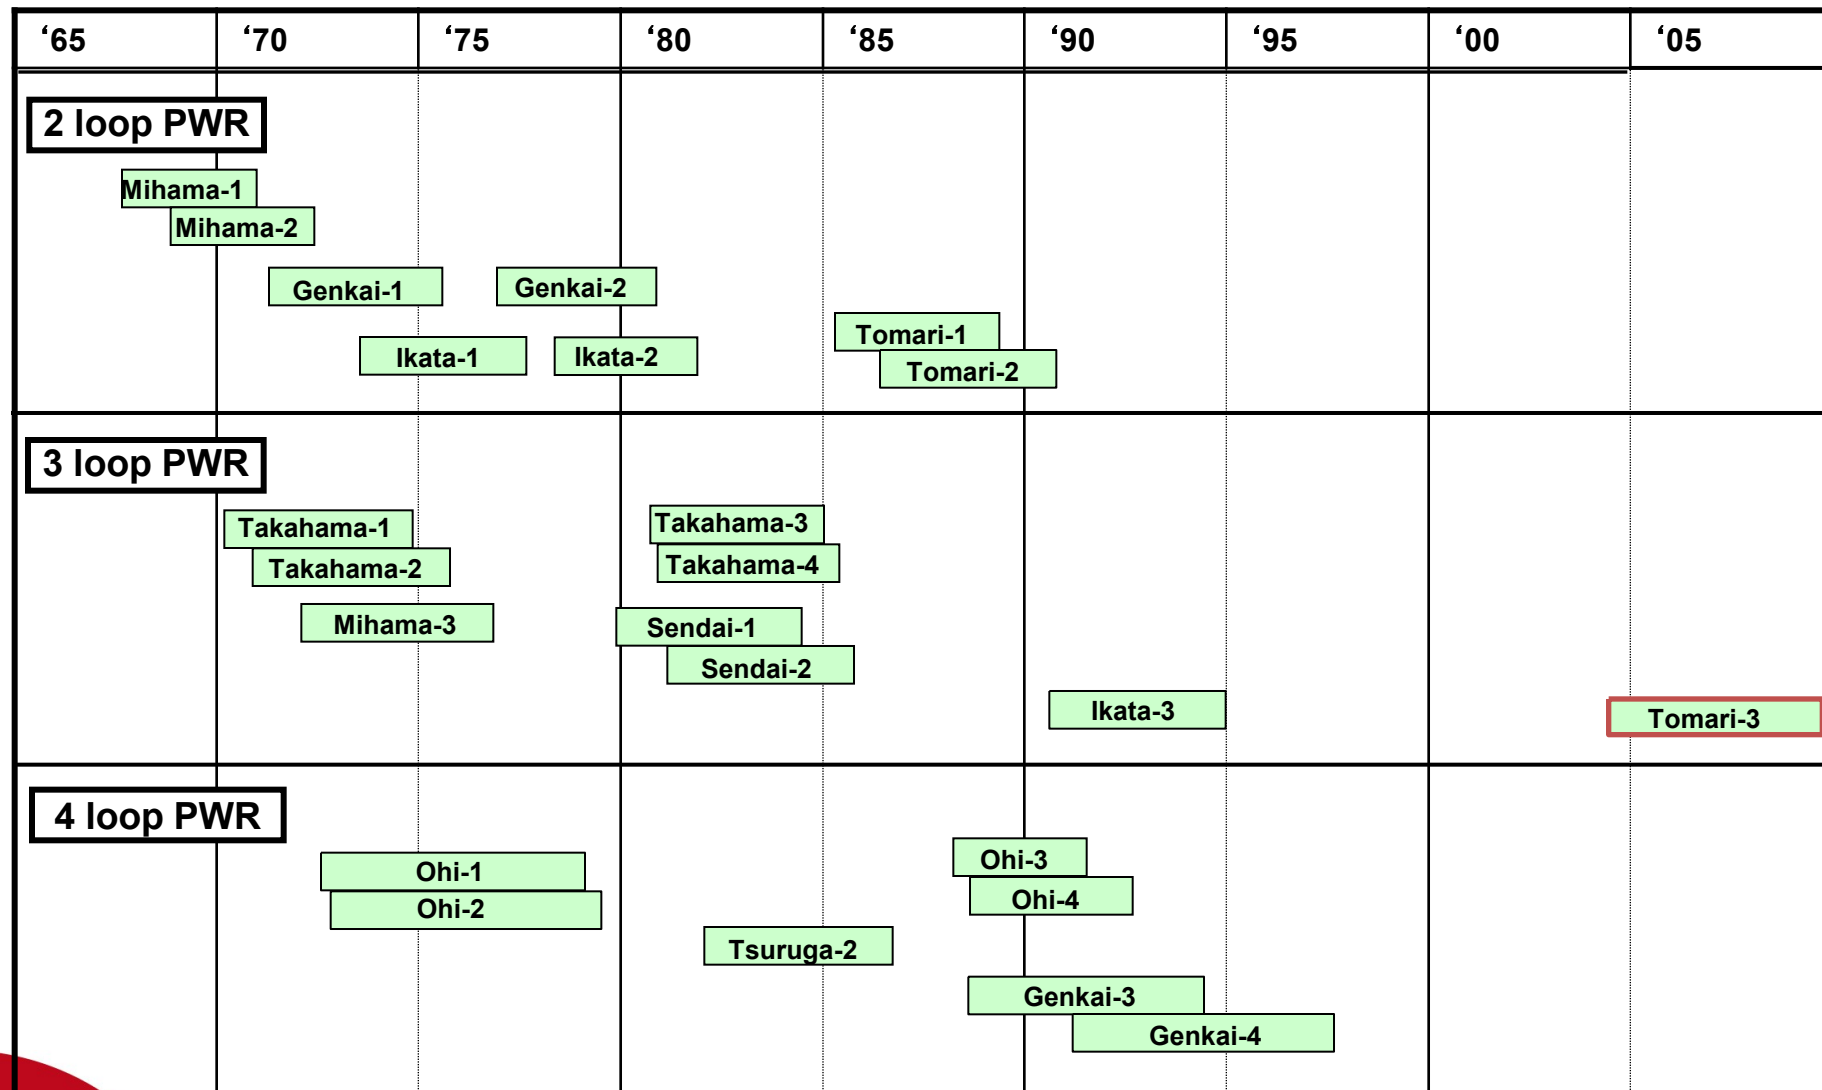 ‘65 ‘70 ‘75 ‘80 ‘85 ‘90 ‘95 ‘00 ‘05
2 loop PWR
Mihama-1
Mihama-2
Genkai-1 Genkai-2
Tomari-1
Ikata-1 Ikata-2
Tomari-2
3 loop PWR
Takahama-1 Takahama-3
Takahama-2 Takahama-4
Mihama-3 Sendai-1
Sendai-2
Ikata-3 Tomari-3
4 loop PWR
Ohi-1 Ohi-3
Ohi-2 Ohi-4
Tsuruga-2
Genkai-3
Genkai-4